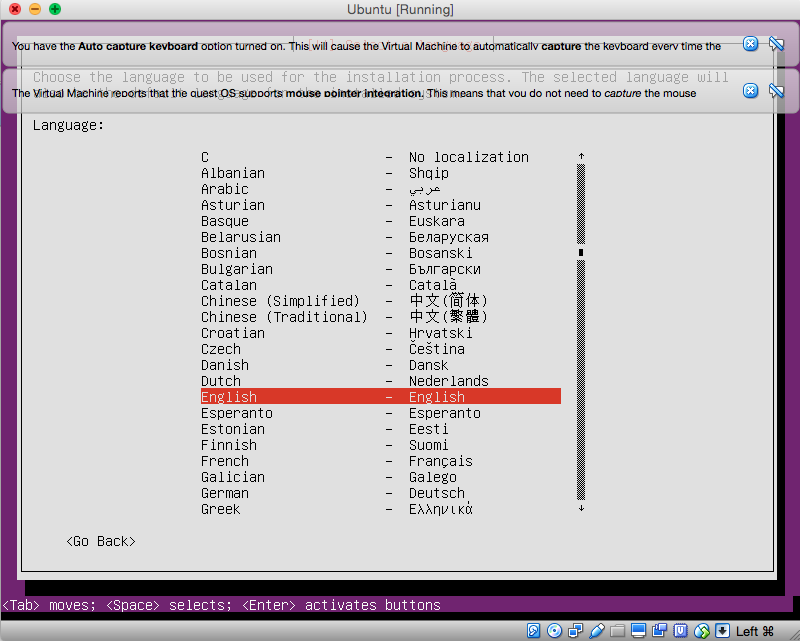 Ubuntu [Running]
You have the Auto capture keyboard option turned on. This will cause the Virtual Machine to automatically capture the keyboard every time the
Choose the language to be used for the installation process. The selected language will
The Virtual Machine reports that the guest OS supports mouse pointer integration. This means that you do not need to capture the mouse
Language:
C - No localization
Albanian - Shqip
Arabic - عربي
Asturian - Asturianu
Basque - Euskara
Belarusian - Беларуская
Bosnian - Bosanski
Bulgarian - Български
Catalan - Català
Chinese (Simplified) - 中文(简体)
Chinese (Traditional) - 中文(繁體)
Croatian - Hrvatski
Czech - Čeština
Danish - Dansk
Dutch - Nederlands
English - English
Esperanto - Esperanto
Estonian - Eesti
Finnish - Suomi
French - Français
Galician - Galego
German - Deutsch
Greek - Ελληνικά
<Go Back>
<Tab> moves; <Space> selects; <Enter> activates buttons
Left ⌘